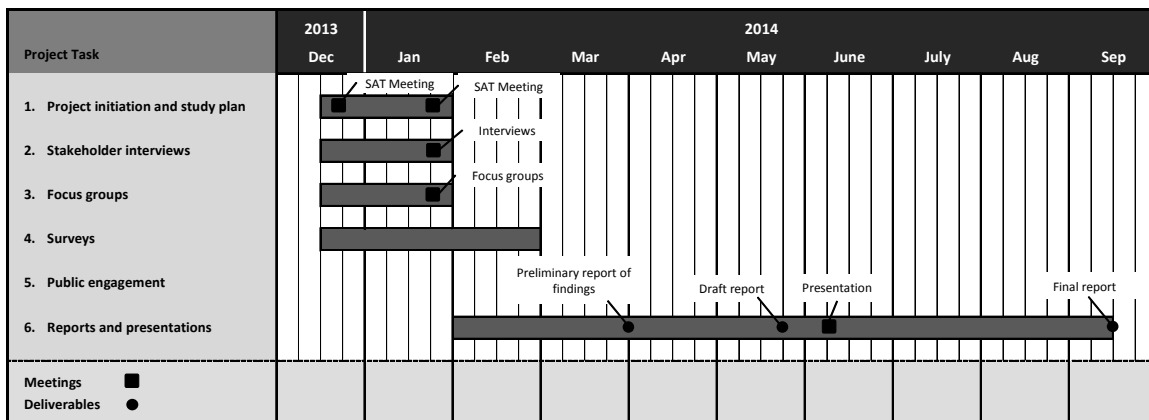 2013 2014
Project Task Dec Jan Feb Mar Apr May June July Aug Sep
SAT Meeting SAT Meeting
1. Project initiation and study plan
Interviews
2. Stakeholder interviews
Focus groups
3. Focus groups
4. Surveys
Preliminary report of
findings
5. Public engagement
Draft report Presentation Final report
6. Reports and presentations
Meetings
Deliverables